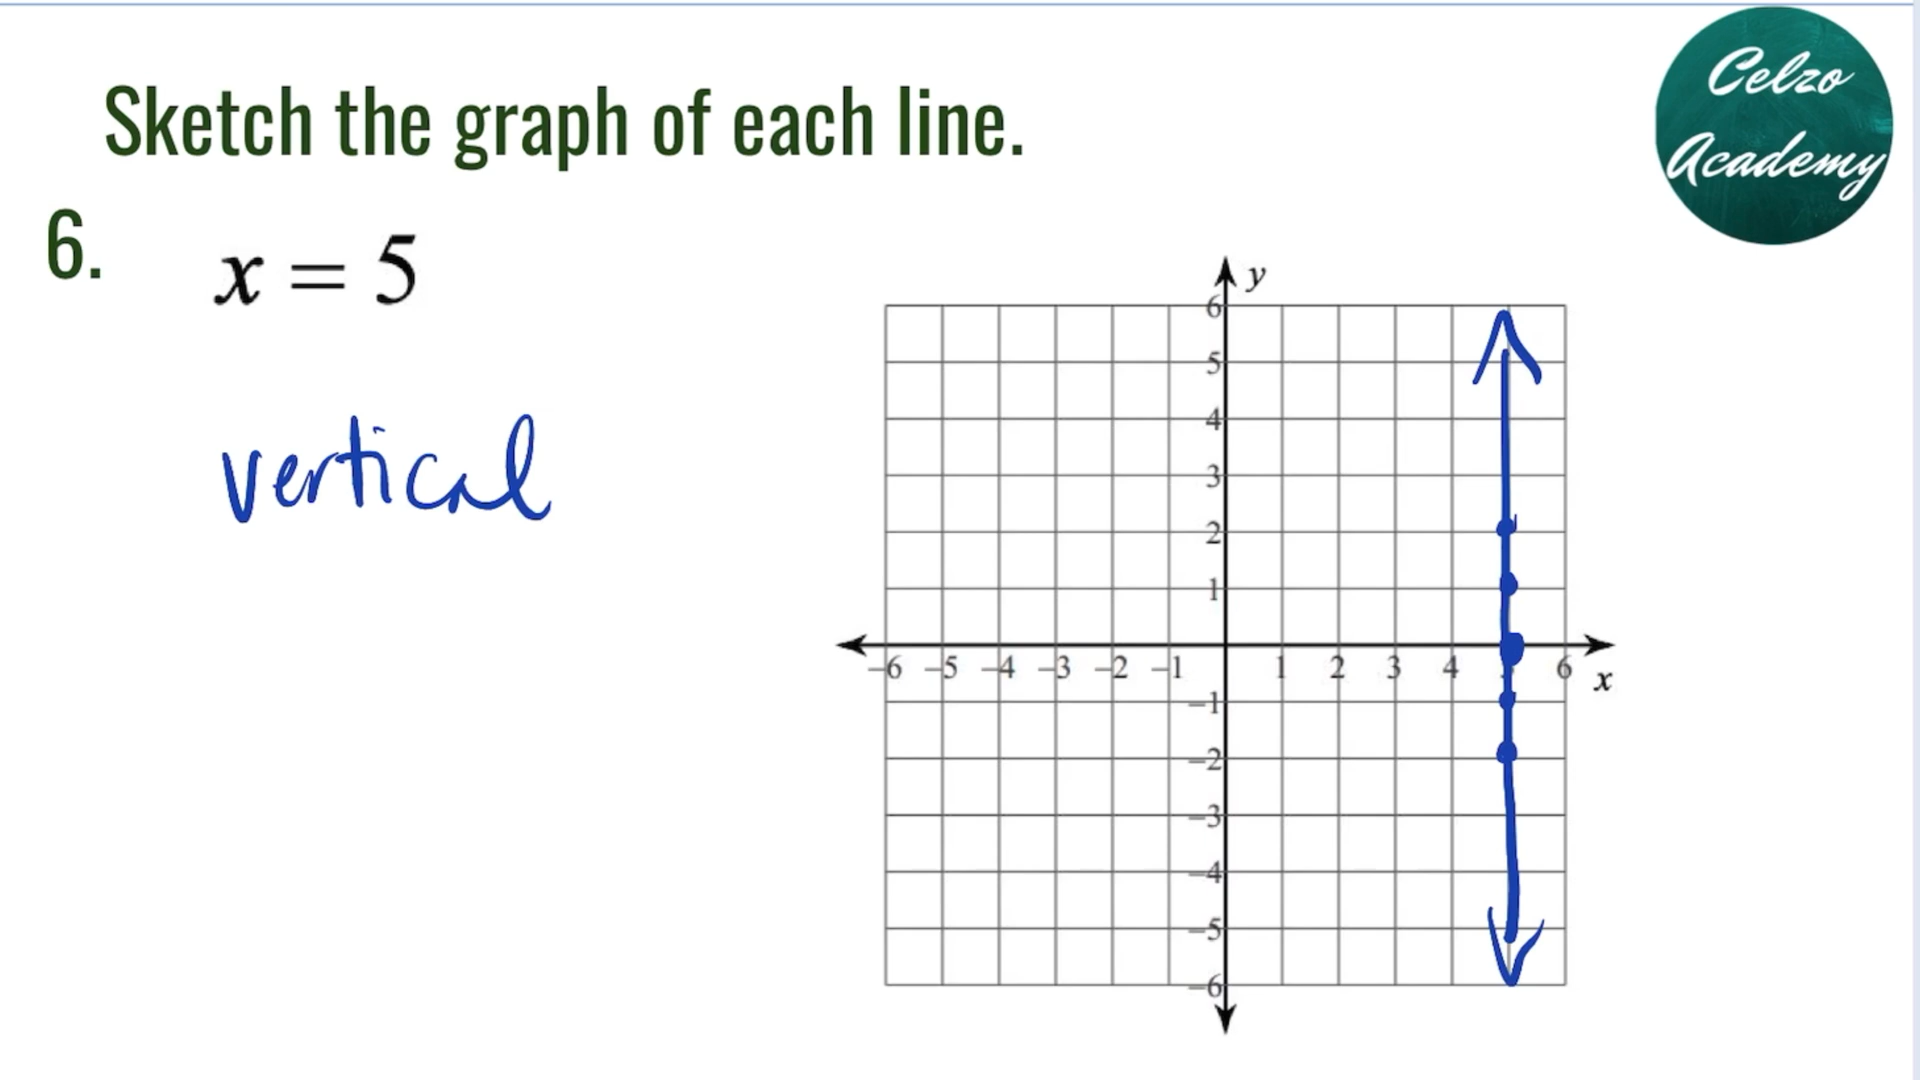 Sketch the graph of each line.
Celzo
Academy
6.
x = 5
vertical
y
6
5
4
3
2
1
–6 –5 –4 –3 –2 –1 1 2 3 4 6 x
–1
–2
–3
–4
–5
–6